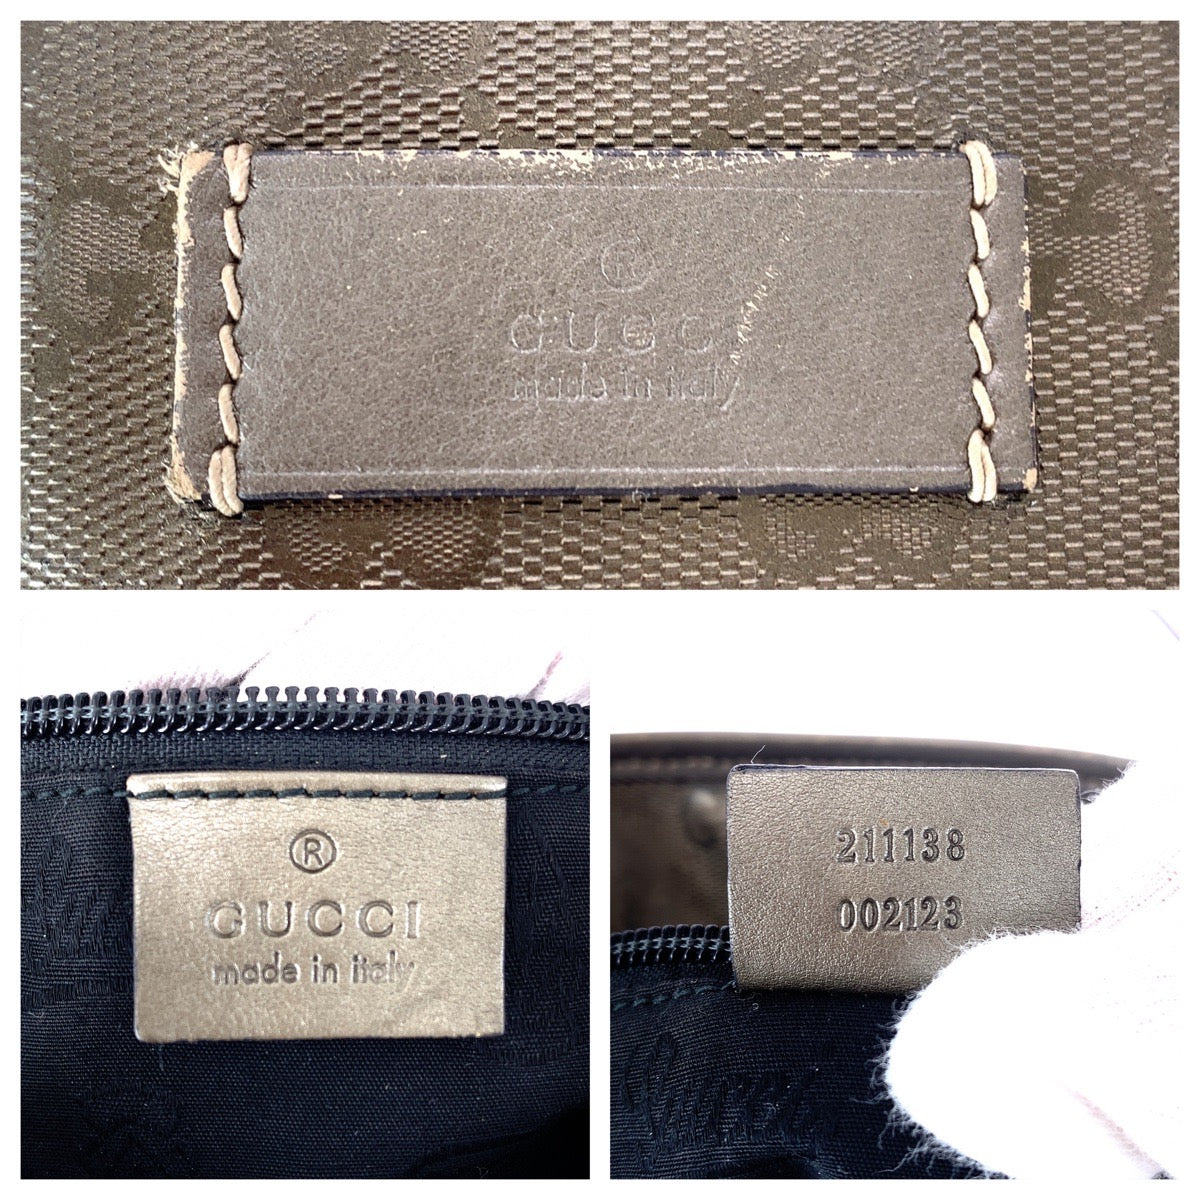 ®
GUCCI
made in italy
®
GUCCI
made in italy
211138
002123